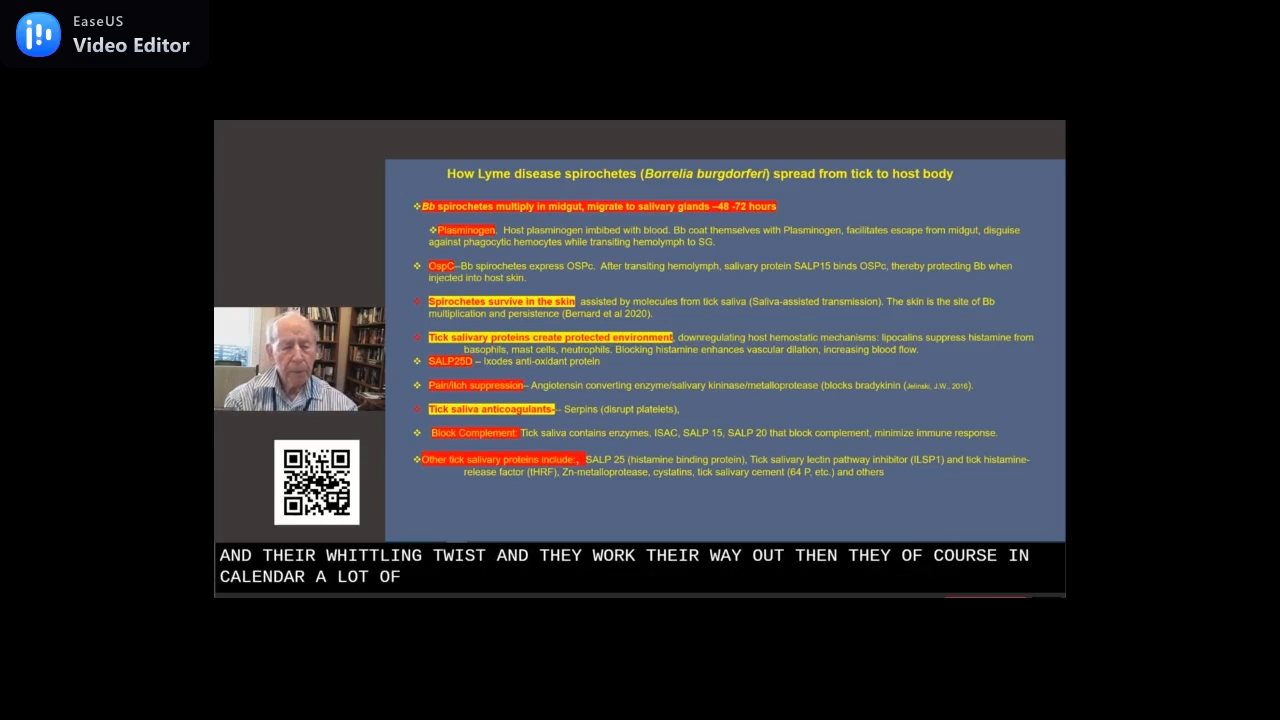 EaseUS
Video Editor
How Lyme disease spirochetes (Borrelia burgdorferi) spread from tick to host body
❖Bb spirochetes multiply in midgut, migrate to salivary glands –48 -72 hours
❖Plasminogen. Host plasminogen imbibed with blood. Bb coat themselves with Plasminogen, facilitates escape from midgut, disguise
against phagocytic hemocytes while transiting hemolymph to SG.
❖ OspC–Bb spirochetes express OSPc. After transiting hemolymph, salivary protein SALP15 binds OSPc, thereby protecting Bb when
injected into host skin.
❖ Spirochetes survive in the skin assisted by molecules from tick saliva (Saliva-assisted transmission). The skin is the site of Bb
multiplication and persistence (Bernard et al 2020).
❖ Tick salivary proteins create protected environment, downregulating host hemostatic mechanisms: lipocalins suppress histamine from
basophils, mast cells, neutrophils. Blocking histamine enhances vascular dilation, increasing blood flow.
❖ SALP25D – Ixodes anti-oxidant protein
❖ Pain/Itch suppression– Angiotensin converting enzyme/salivary kininase/metalloprotease (blocks bradykinin (Jelinski, J.W., 2016).
❖ Tick saliva anticoagulants-– Serpins (disrupt platelets),
❖ Block Complement: Tick saliva contains enzymes, ISAC, SALP 15, SALP 20 that block complement, minimize immune response.
❖Other tick salivary proteins include:, SALP 25 (histamine binding protein), Tick salivary lectin pathway inhibitor (ILSP1) and tick histamine-
release factor (tHRF), Zn-metalloprotease, cystatins, tick salivary cement (64 P, etc.) and others
AND THEIR WHITTLING TWIST AND THEY WORK THEIR WAY OUT THEN THEY OF COURSE IN
CALENDAR A LOT OF